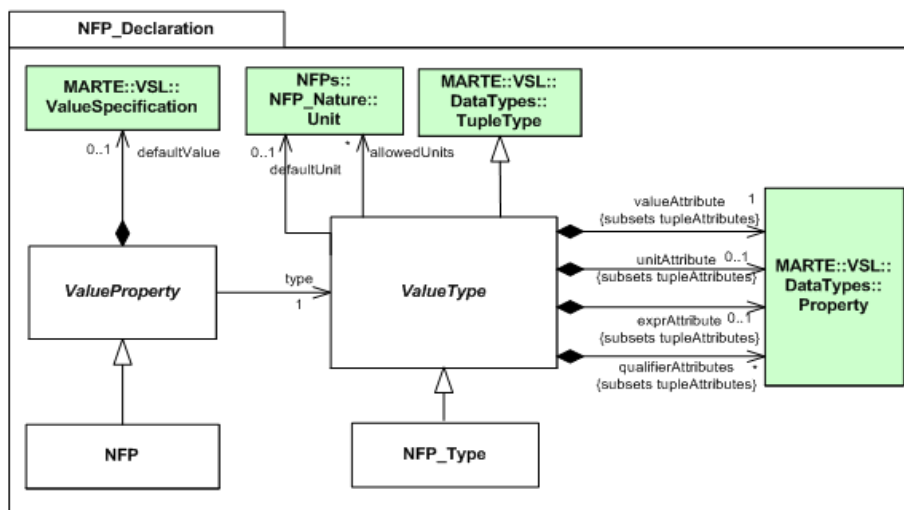 NFP_Declaration
MARTE::VSL::
ValueSpecification
NFPs::
NFP_Nature::
Unit
MARTE::VSL::
DataTypes::
TupleType
0..1
defaultValue
0..1
defaultUnit
*
allowedUnits
ValueProperty
type
1
ValueType
valueAttribute
1
{subsets tupleAttributes}
unitAttribute
0..1
{subsets tupleAttributes}
exprAttribute
0..1
{subsets tupleAttributes}
qualifierAttributes
*
{subsets tupleAttributes}
MARTE::VSL::
DataTypes::
Property
NFP
NFP_Type